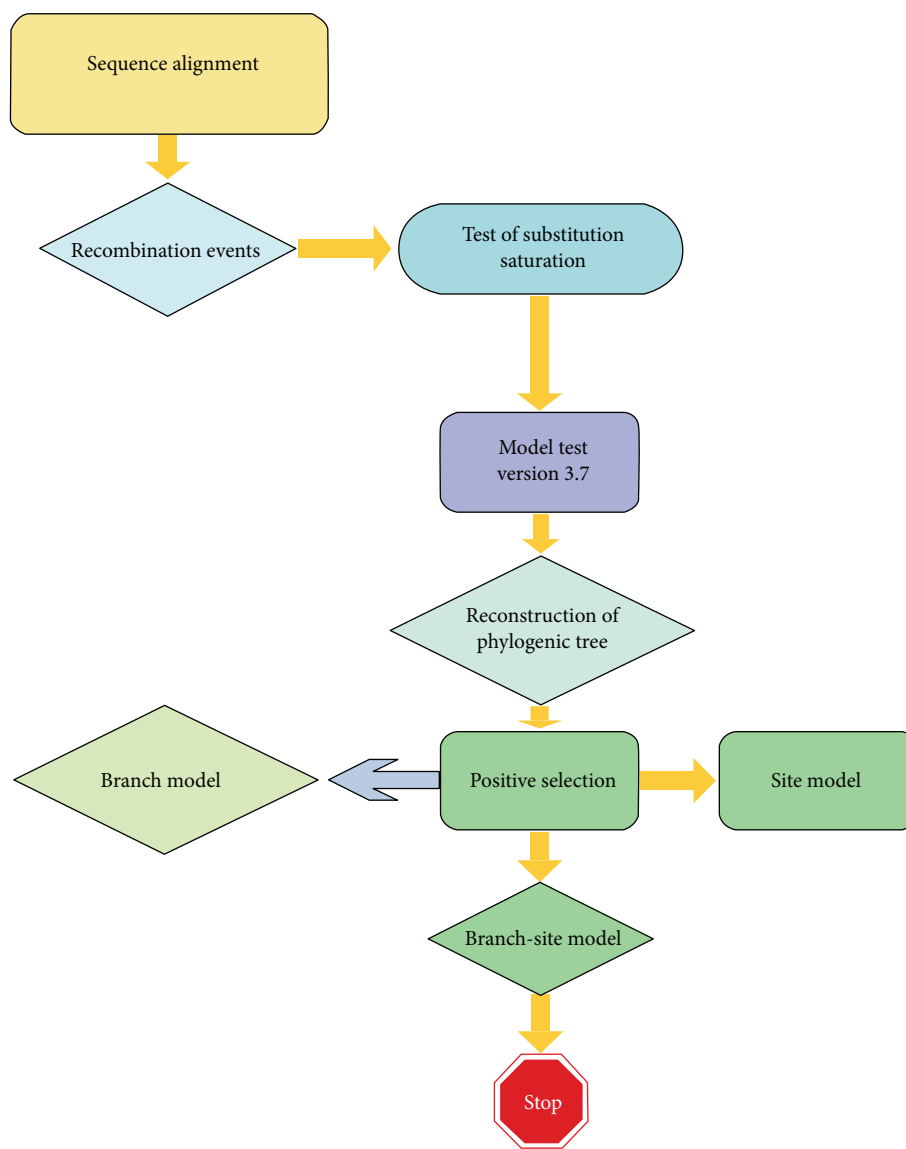 Sequence alignment
Recombination events
Test of substitution
saturation
Model test
version 3.7
Reconstruction of
phylogenic tree
Branch model
Positive selection
Site model
Branch-site model
Stop